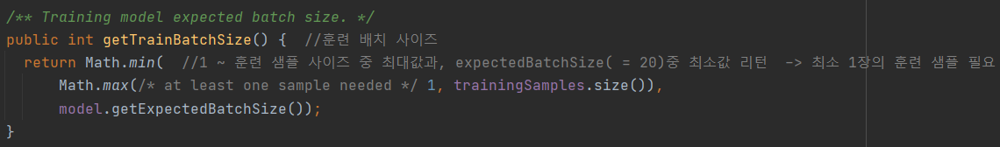 /** Training model expected batch size. */
public int getTrainBatchSize() {  //훈련 배치 사이즈
  return Math.min(  //1 ~ 훈련 샘플 사이즈 중 최대값과, expectedBatchSize( = 20)중 최소값 리턴  -> 최소 1장의 훈련 샘플 필요
      Math.max(/* at least one sample needed */ 1, trainingSamples.size()),
      model.getExpectedBatchSize());
}